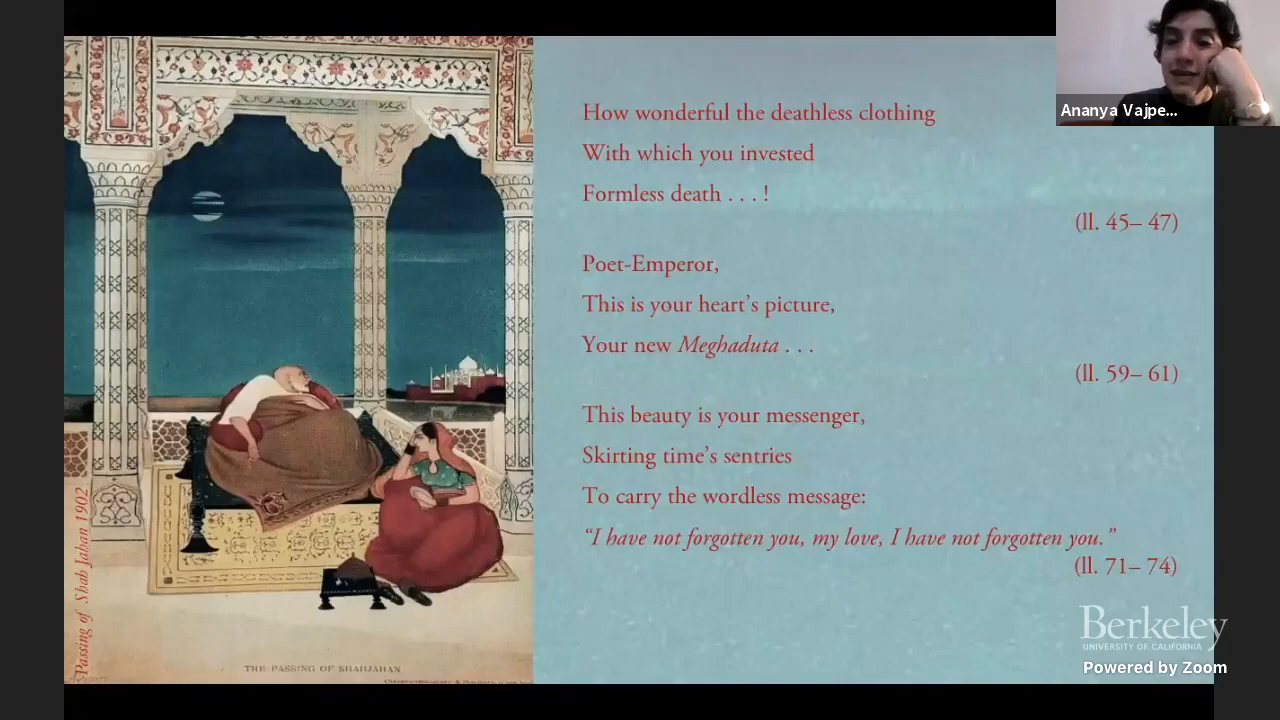 Ananya Vajpe...
How wonderful the deathless clothing
With which you invested
Formless death . . . !
(ll. 45– 47)
Poet-Emperor,
This is your heart's picture,
Your new Meghaduta . . .
(ll. 59– 61)
This beauty is your messenger,
Skirting time's sentries
To carry the wordless message:
“I have not forgotten you, my love, I have not forgotten you.”
(ll. 71– 74)
Passing of Shah Jahan 1902
THE PASSING OF SHAHJAHAN
Berkeley
UNIVERSITY OF CALIFORNIA
Powered by Zoom